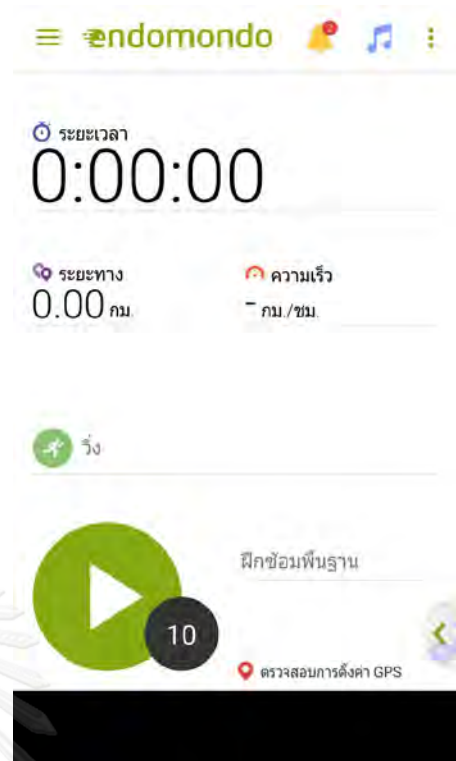 endomondo 2
ระยะเวลา
0:00:00
ระยะทาง
ความเร็ว
0.00 กม.
- กม./ชม.
วิ่ง
ฝึกซ้อมพื้นฐาน
10
ตรวจสอบการตั้งค่า GPS